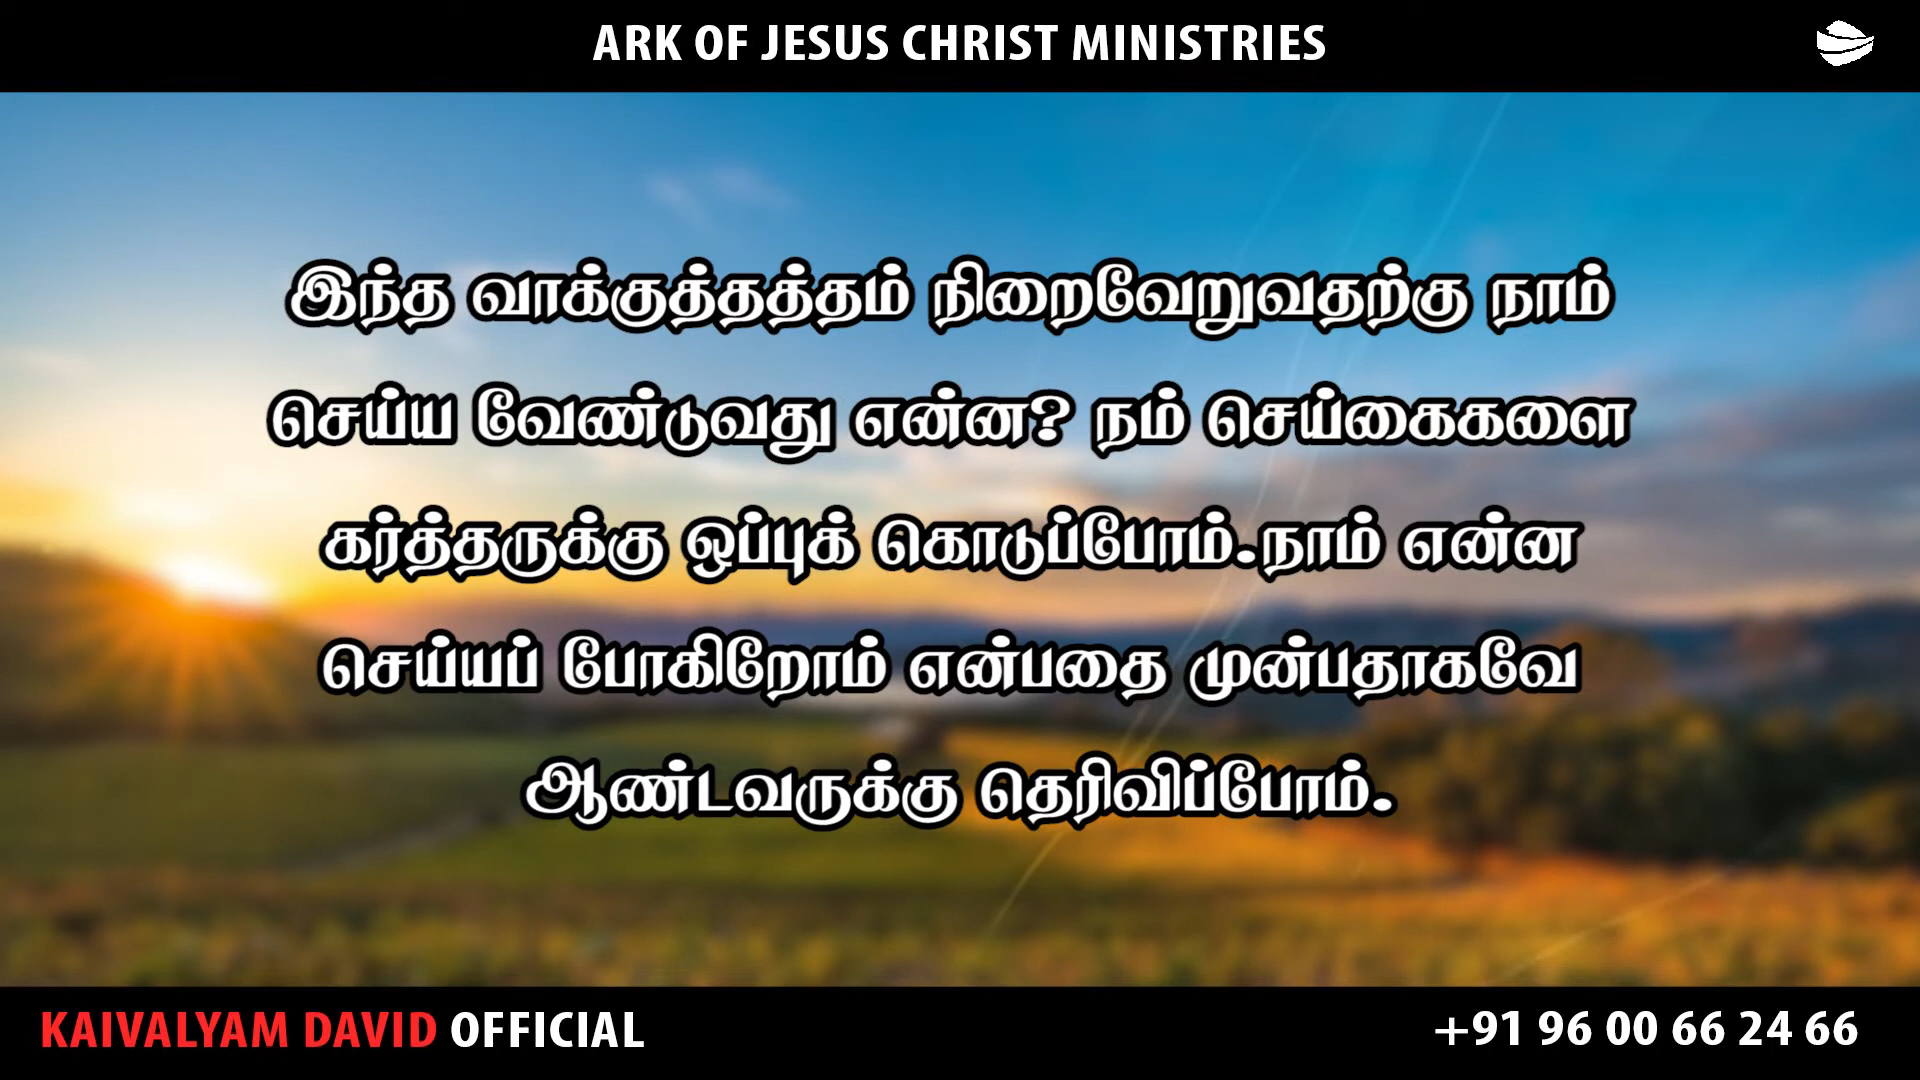 ARK OF JESUS CHRIST MINISTRIES
இந்த வாக்குத்தத்தம் நிறைவேறுவதற்கு நாம்
செய்ய வேண்டுவது என்ன? நம் செய்கைகளை
கர்த்தருக்கு ஒப்புக் கொடுப்போம்.நாம் என்ன
செய்யப் போகிறோம் என்பதை முன்பதாகவே
ஆண்டவருக்கு தெரிவிப்போம்.
KAIVALYAM DAVID OFFICIAL
+91 96 00 66 24 66